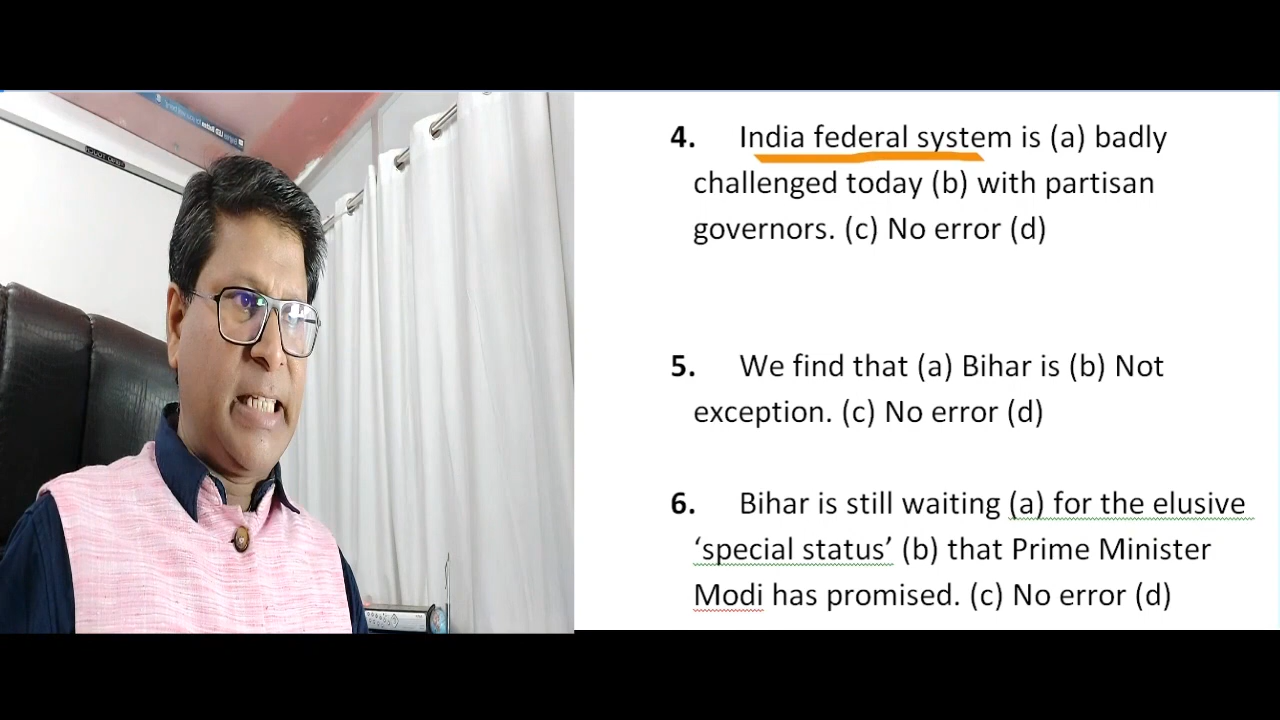 4. India federal system is (a) badly
challenged today (b) with partisan
governors. (c) No error (d)
5. We find that (a) Bihar is (b) Not
exception. (c) No error (d)
6. Bihar is still waiting (a) for the elusive
‘special status’ (b) that Prime Minister
Modi has promised. (c) No error (d)